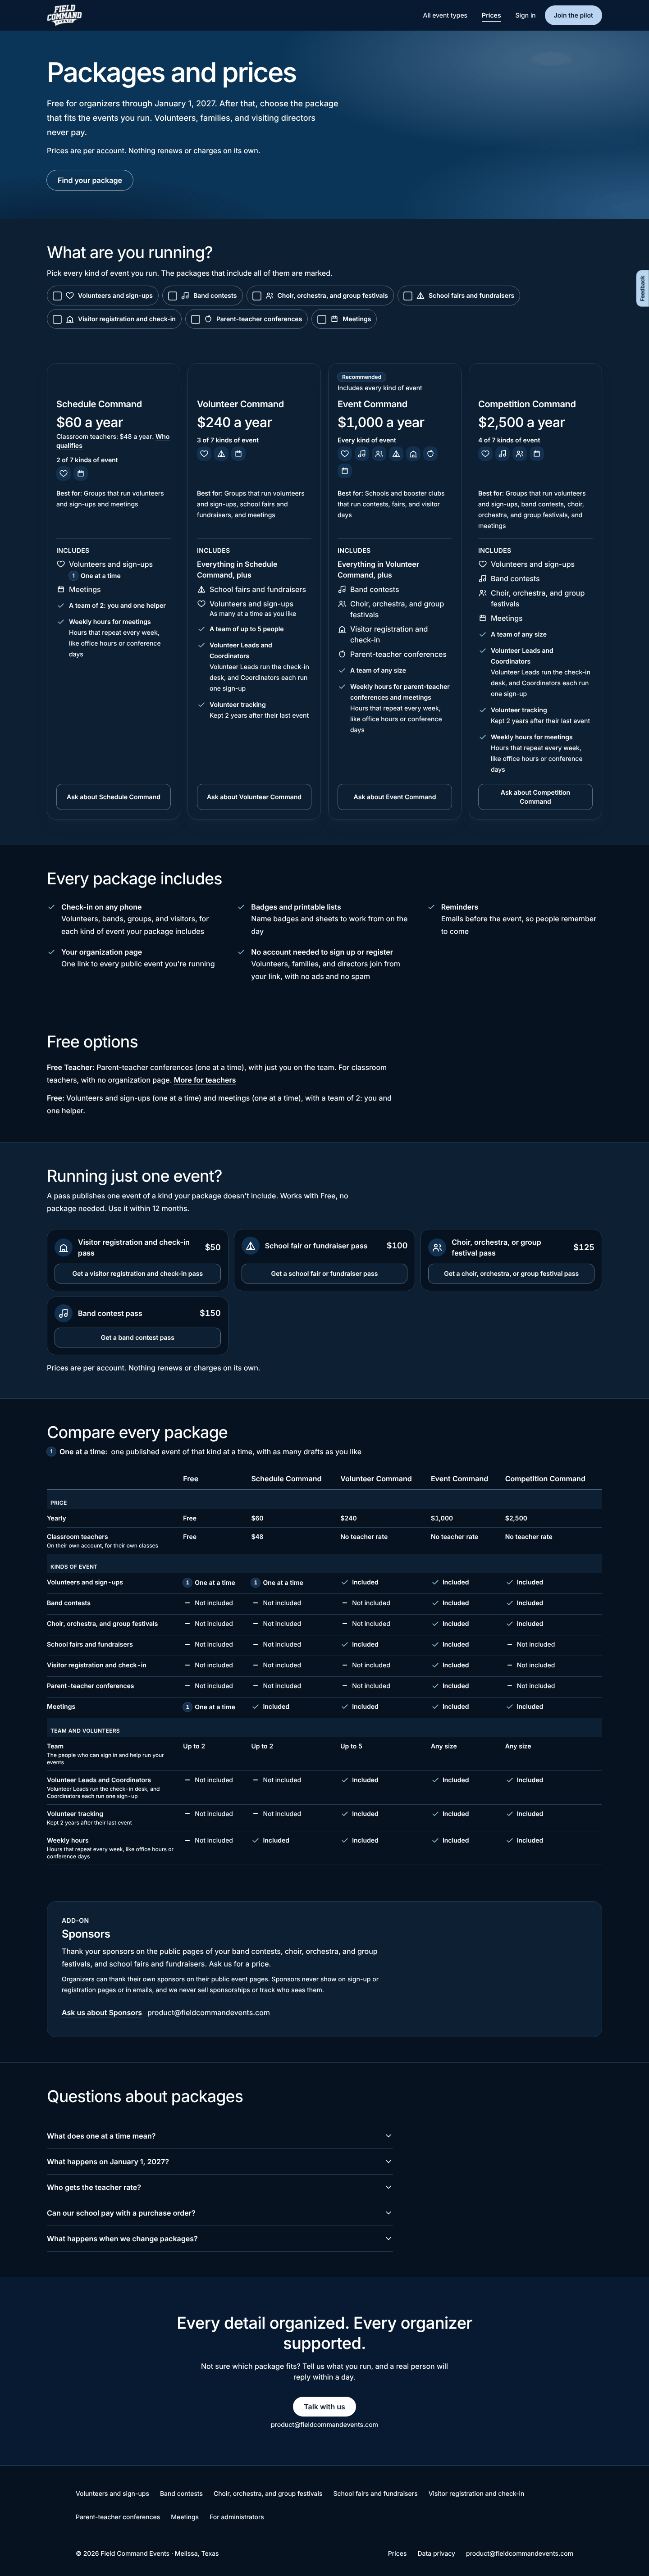 FIELD
COMMAND
EVENTS
All event types
Prices
Sign in
Join the pilot
Packages and prices
Free for organizers through January 1, 2027. After that, choose the package
that fits the events you run. Volunteers, families, and visiting directors
never pay.
Prices are per account. Nothing renews or charges on its own.
Find your package
Feedback
What are you running?
Pick every kind of event you run. The packages that include all of them are marked.
Volunteers and sign-ups
Band contests
Choir, orchestra, and group festivals
School fairs and fundraisers
Visitor registration and check-in
Parent-teacher conferences
Meetings
Schedule Command
$60 a year
Classroom teachers: $48 a year. Who
qualifies
2 of 7 kinds of event
Best for: Groups that run volunteers
and sign-ups and meetings
INCLUDES
Volunteers and sign-ups
1 One at a time
Meetings
A team of 2: you and one helper
Weekly hours for meetings
Hours that repeat every week,
like office hours or conference
days
Ask about Schedule Command
Volunteer Command
$240 a year
3 of 7 kinds of event
Best for: Groups that run volunteers
and sign-ups, school fairs and
fundraisers, and meetings
INCLUDES
Everything in Schedule
Command, plus
School fairs and fundraisers
Volunteers and sign-ups
As many at a time as you like
A team of up to 5 people
Volunteer Leads and
Coordinators
Volunteer Leads run the check-in
desk, and Coordinators each run
one sign-up
Volunteer tracking
Kept 2 years after their last event
Ask about Volunteer Command
Recommended
Includes every kind of event
Event Command
$1,000 a year
Every kind of event
Best for: Schools and booster clubs
that run contests, fairs, and visitor
days
INCLUDES
Everything in Volunteer
Command, plus
Band contests
Choir, orchestra, and group
festivals
Visitor registration and
check-in
Parent-teacher conferences
A team of any size
Weekly hours for parent-teacher
conferences and meetings
Hours that repeat every week,
like office hours or conference
days
Ask about Event Command
Competition Command
$2,500 a year
4 of 7 kinds of event
Best for: Groups that run volunteers
and sign-ups, band contests, choir,
orchestra, and group festivals, and
meetings
INCLUDES
Volunteers and sign-ups
Band contests
Choir, orchestra, and group
festivals
Meetings
A team of any size
Volunteer Leads and
Coordinators
Volunteer Leads run the check-in
desk, and Coordinators each run
one sign-up
Volunteer tracking
Kept 2 years after their last event
Weekly hours for meetings
Hours that repeat every week,
like office hours or conference
days
Ask about Competition
Command
Every package includes
Check-in on any phone
Volunteers, bands, groups, and visitors, for
each kind of event your package includes
Badges and printable lists
Name badges and sheets to work from on the
day
Reminders
Emails before the event, so people remember
to come
Your organization page
One link to every public event you're running
No account needed to sign up or register
Volunteers, families, and directors join from
your link, with no ads and no spam
Free options
Free Teacher: Parent-teacher conferences (one at a time), with just you on the team. For classroom
teachers, with no organization page. More for teachers
Free: Volunteers and sign-ups (one at a time) and meetings (one at a time), with a team of 2: you and
one helper.
Running just one event?
A pass publishes one event of a kind your package doesn't include. Works with Free, no
package needed. Use it within 12 months.
Visitor registration and check-in
pass
$50
Get a visitor registration and check-in pass
School fair or fundraiser pass
$100
Get a school fair or fundraiser pass
Choir, orchestra, or group
festival pass
$125
Get a choir, orchestra, or group festival pass
Band contest pass
$150
Get a band contest pass
Prices are per account. Nothing renews or charges on its own.
Compare every package
1 One at a time: one published event of that kind at a time, with as many drafts as you like
Free Schedule Command Volunteer Command Event Command Competition Command
PRICE
Yearly Free $60 $240 $1,000 $2,500
Classroom teachers Free $48 No teacher rate No teacher rate No teacher rate
On their own account, for their own classes
KINDS OF EVENT
Volunteers and sign-ups 1 One at a time 1 One at a time Included Included Included
Band contests Not included Not included Not included Included Included
Choir, orchestra, and group festivals Not included Not included Not included Included Included
School fairs and fundraisers Not included Not included Included Included Not included
Visitor registration and check-in Not included Not included Not included Included Not included
Parent-teacher conferences Not included Not included Not included Included Not included
Meetings 1 One at a time Included Included Included Included
TEAM AND VOLUNTEERS
Team Up to 2 Up to 2 Up to 5 Any size Any size
The people who can sign in and help run your
events
Volunteer Leads and Coordinators Not included Not included Included Included Included
Volunteer Leads run the check-in desk, and
Coordinators each run one sign-up
Volunteer tracking Not included Not included Included Included Included
Kept 2 years after their last event
Weekly hours Not included Included Included Included Included
Hours that repeat every week, like office hours or
conference days
ADD-ON
Sponsors
Thank your sponsors on the public pages of your band contests, choir, orchestra, and group
festivals, and school fairs and fundraisers. Ask us for a price.
Organizers can thank their own sponsors on their public event pages. Sponsors never show on sign-up or
registration pages or in emails, and we never sell sponsorships or track who sees them.
Ask us about Sponsors product@fieldcommandevents.com
Questions about packages
What does one at a time mean?
What happens on January 1, 2027?
Who gets the teacher rate?
Can our school pay with a purchase order?
What happens when we change packages?
Every detail organized. Every organizer
supported.
Not sure which package fits? Tell us what you run, and a real person will
reply within a day.
Talk with us
product@fieldcommandevents.com
Volunteers and sign-ups Band contests Choir, orchestra, and group festivals School fairs and fundraisers Visitor registration and check-in
Parent-teacher conferences Meetings For administrators
© 2026 Field Command Events · Melissa, Texas
Prices Data privacy product@fieldcommandevents.com